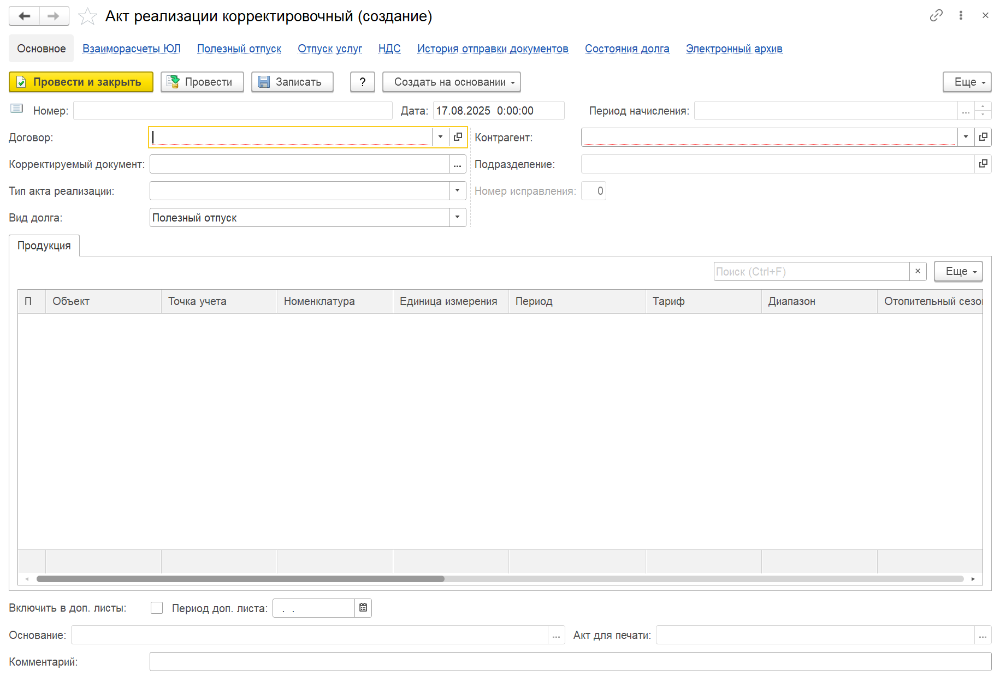 Акт реализации корректировочный (создание)
Основное Взаиморасчеты ЮЛ Полезный отпуск Отпуск услуг НДС История отправки документов Состояния долга Электронный архив
Провести и закрыть Провести Записать ? Создать на основании Еще
Номер: Дата: 17.08.2025 0:00:00 Период начисления: ...
Договор: Контрагент:
Корректируемый документ: ... Подразделение:
Тип акта реализации: Номер исправления: 0
Вид долга: Полезный отпуск
Продукция
Поиск (Ctrl+F) × Еще
П Объект Точка учета Номенклатура Единица измерения Период Тариф Диапазон Отопительный сезо
Включить в доп. листы: Период доп. листа: . .
Основание: ... Акт для печати: ...
Комментарий: